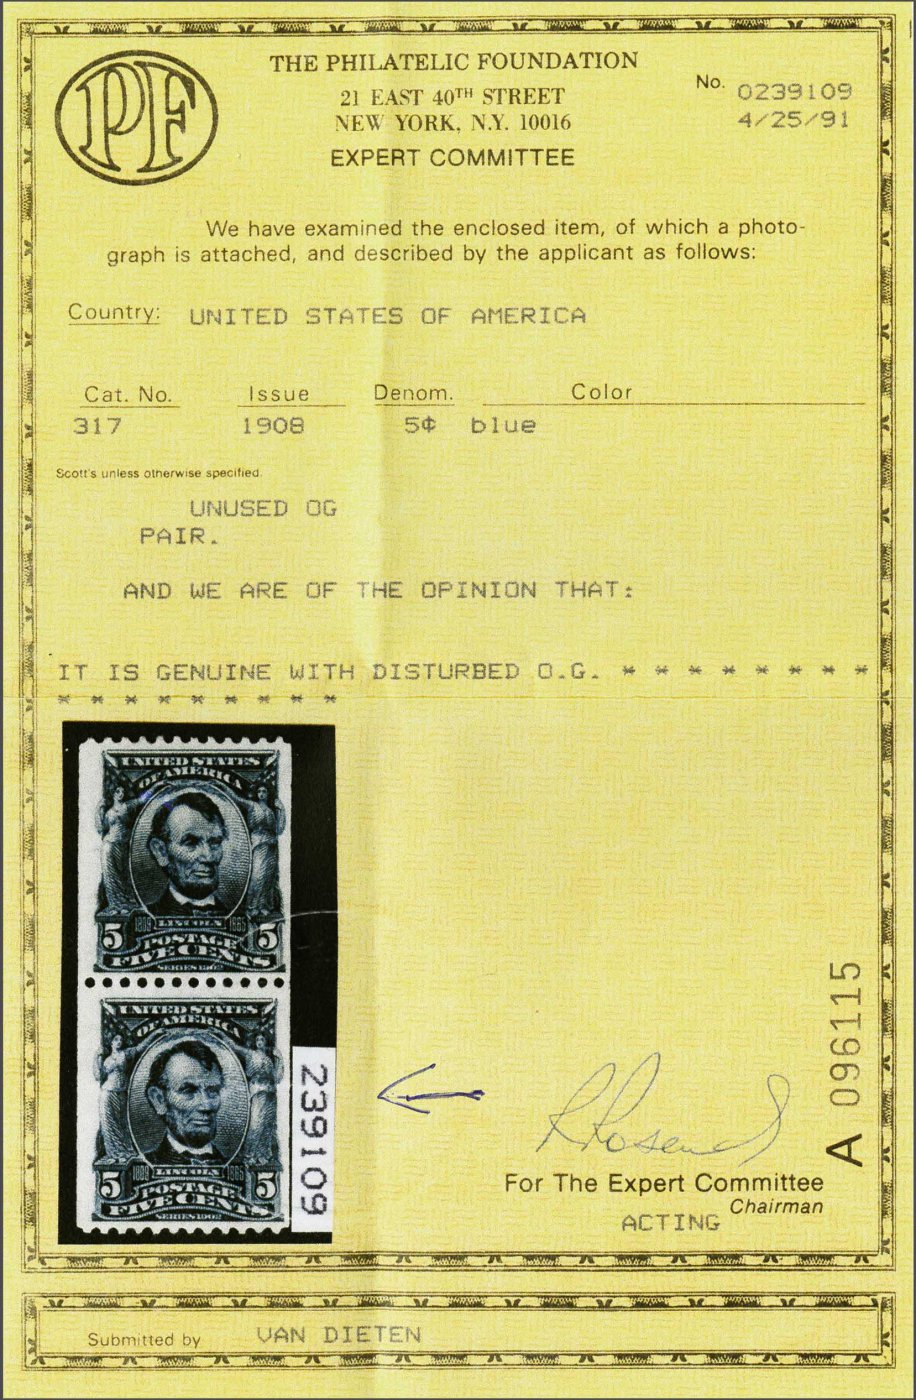 PF
THE PHILATELIC FOUNDATION
21 EAST 40TH STREET
NEW YORK, N.Y. 10016
EXPERT COMMITTEE
No. 0239109
4/25/91
We have examined the enclosed item, of which a photo-
graph is attached, and described by the applicant as follows:
Country: UNITED STATES OF AMERICA
Cat. No. Issue Denom. Color
317 1908 5¢ blue
Scott's unless otherwise specified.
UNUSED OG
PAIR.
AND WE ARE OF THE OPINION THAT:
IT IS GENUINE WITH DISTURBED O.G. * * * * * * * *
* * * * * * * * *
UNITED STATES
OF AMERICA
1809 LINCOLN 1865
5 POSTAGE 5
FIVE CENTS
SERIES 1902
UNITED STATES
OF AMERICA
1809 LINCOLN 1865
5 POSTAGE 5
FIVE CENTS
SERIES 1902
239109
A 096115
For The Expert Committee
Chairman
ACTING
Submitted by VAN DIETEN